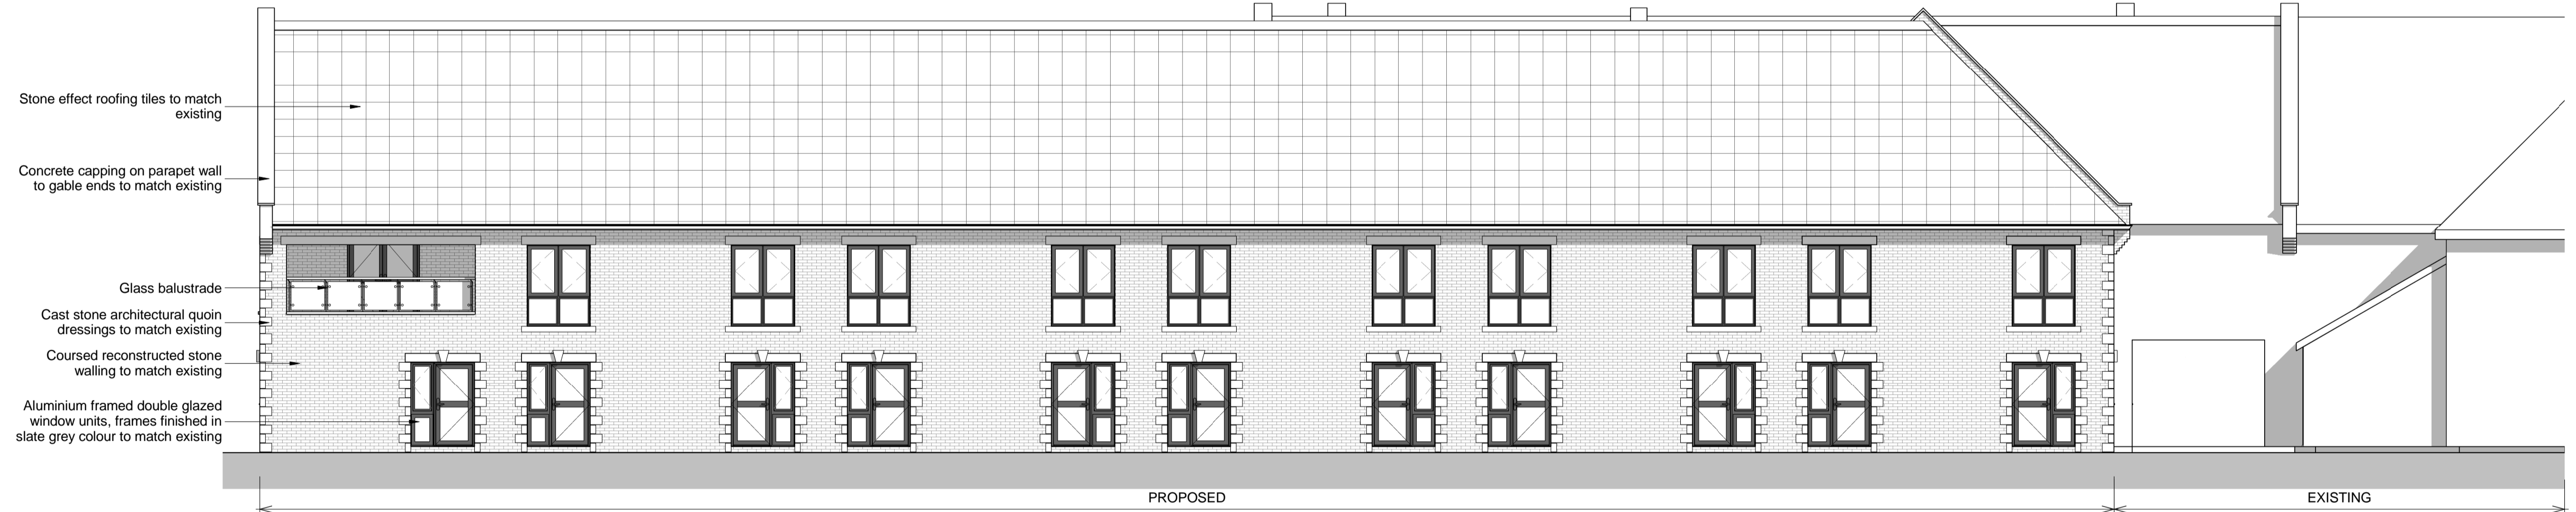 Stone effect roofing tiles to match
existing
Concrete capping on parapet wall
to gable ends to match existing
Glass balustrade
Cast stone architectural quoin
dressings to match existing
Coursed reconstructed stone
walling to match existing
Aluminium framed double glazed
window units, frames finished in
slate grey colour to match existing
PROPOSED
EXISTING